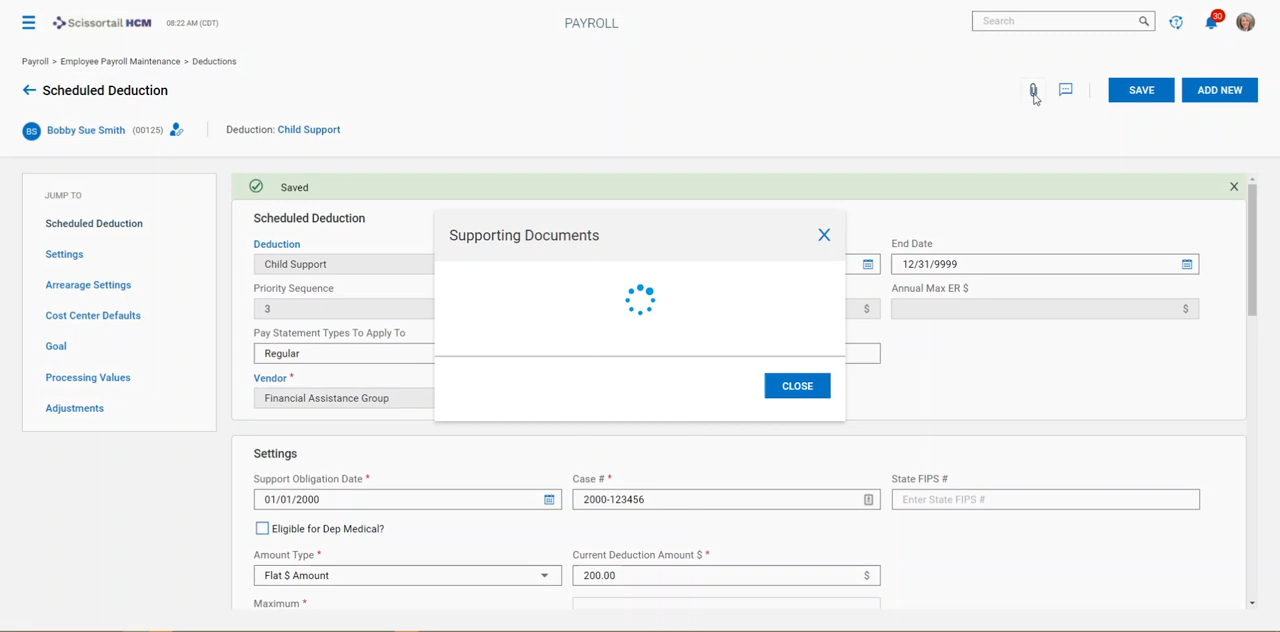 Scissortail HCM
08:22 AM (CDT)
PAYROLL
Search
30
Payroll > Employee Payroll Maintenance > Deductions
Scheduled Deduction
SAVE
ADD NEW
BS
Bobby Sue Smith (00125)
Deduction: Child Support
JUMP TO
Scheduled Deduction
Settings
Arrearage Settings
Cost Center Defaults
Goal
Processing Values
Adjustments
Saved
Scheduled Deduction
Deduction
Child Support
End Date
12/31/9999
Priority Sequence
3
$
Annual Max ER $
$
Pay Statement Types To Apply To
Regular
Vendor *
Financial Assistance Group
Supporting Documents
CLOSE
Settings
Support Obligation Date *
01/01/2000
Case # *
2000-123456
State FIPS #
Enter State FIPS #
Eligible for Dep Medical?
Amount Type *
Flat $ Amount
Current Deduction Amount $ *
200.00
$
Maximum *